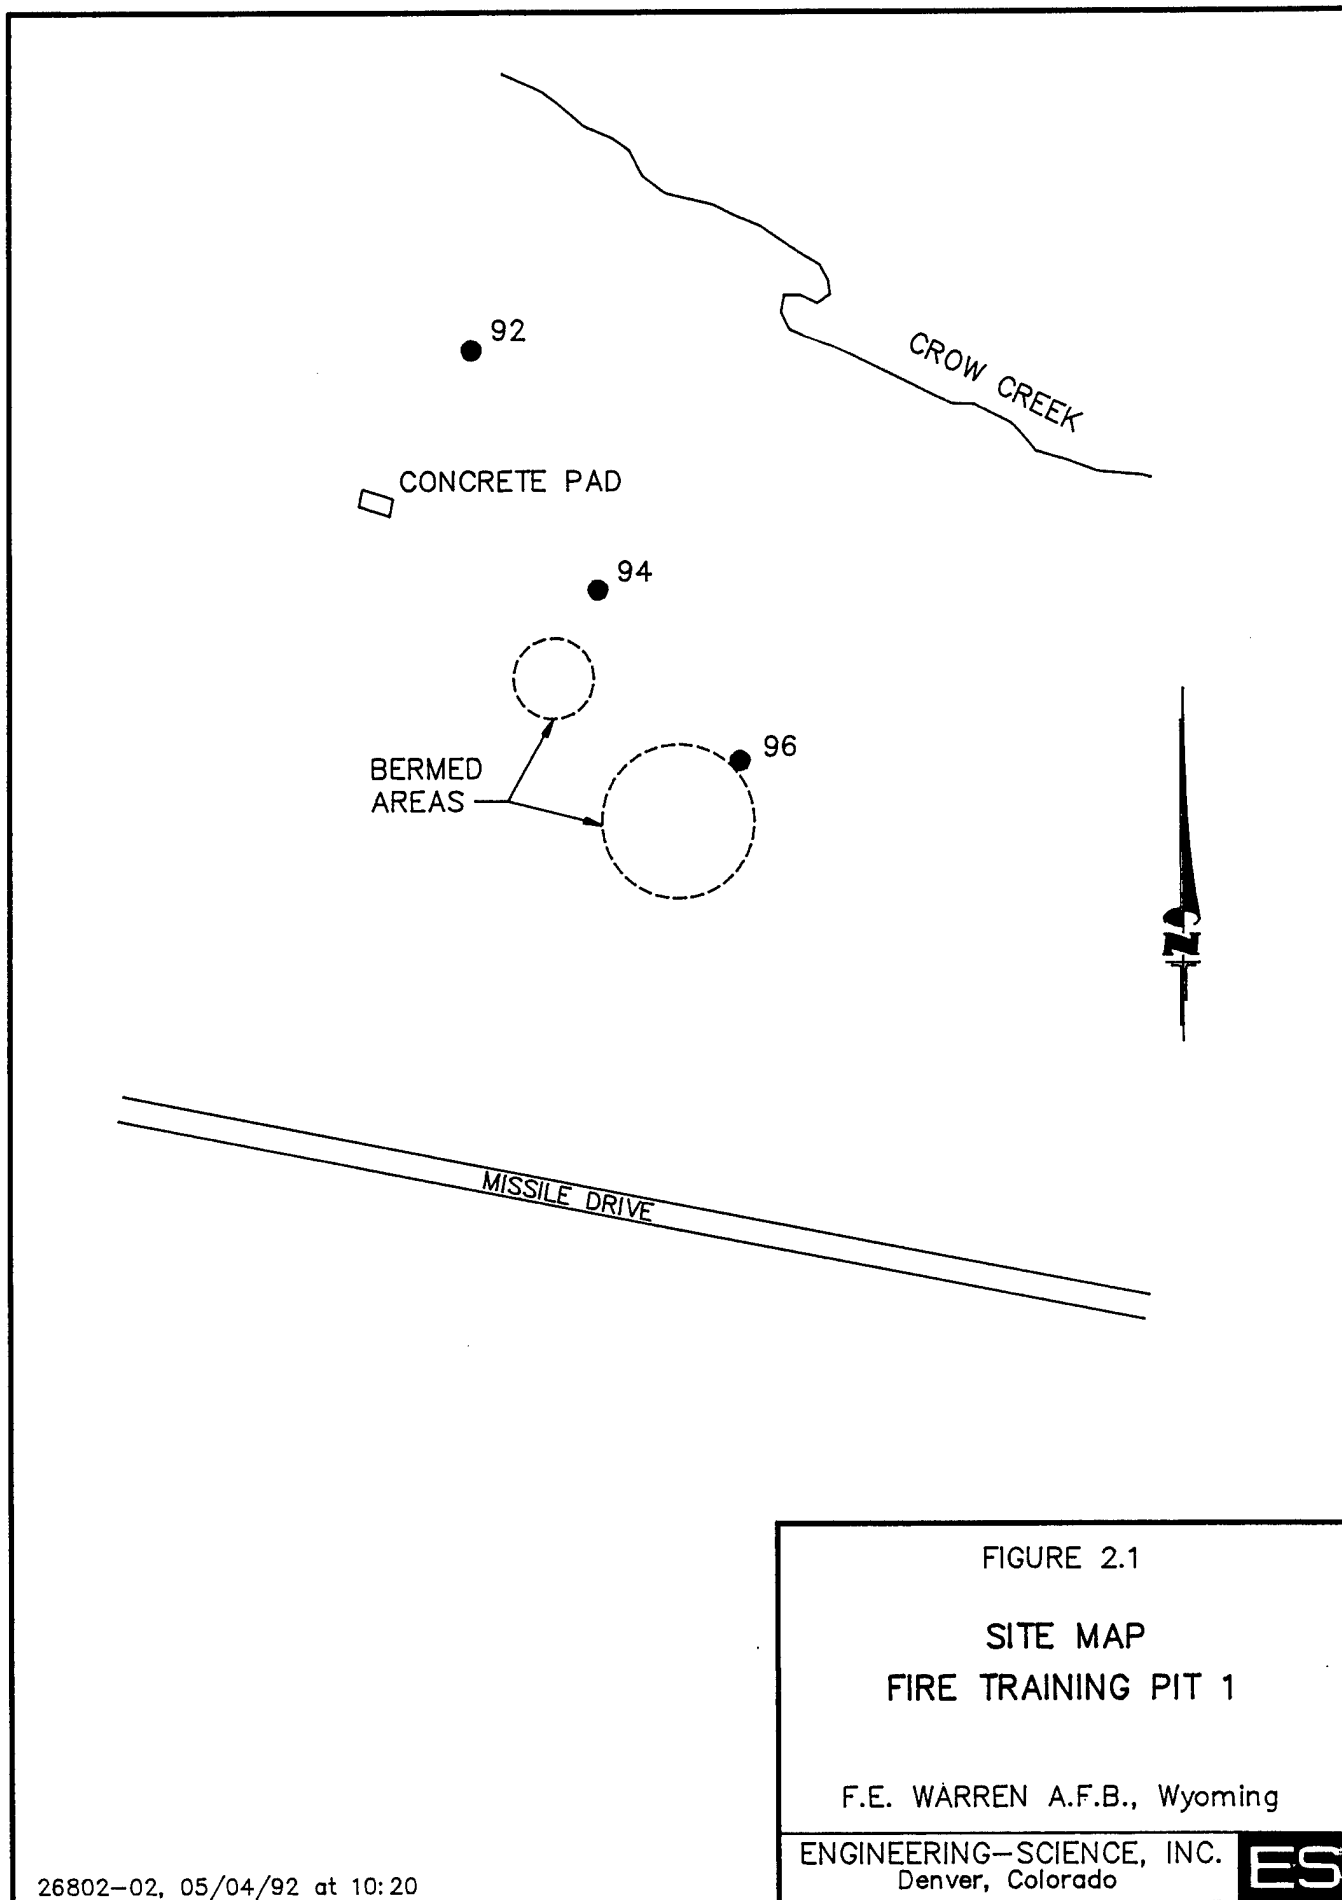 92
CROW CREEK
CONCRETE PAD
94
96
BERMED
AREAS
N
MISSILE DRIVE
FIGURE 2.1
SITE MAP
FIRE TRAINING PIT 1
F.E. WARREN A.F.B., Wyoming
ENGINEERING-SCIENCE, INC.
Denver, Colorado
ES
26802-02, 05/04/92 at 10:20